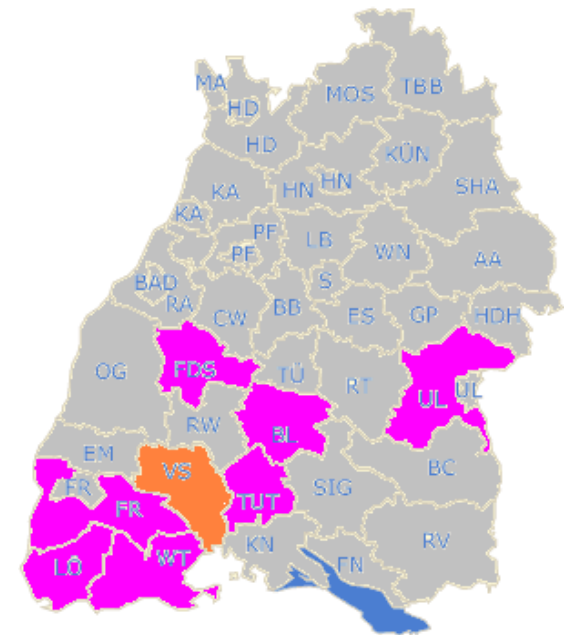 MA
HD
MOS
TBB
HD
KÜN
KA
HN
HN
SHA
KA
PF
PF
LB
WN
AA
BAD
RA
S
CW
BB
ES
GP
HDH
OG
FDS
TÜ
RT
UL
UL
RW
BL
EM
VS
FR
FR
TUT
SIG
BC
LÖ
WT
KN
FN
RV